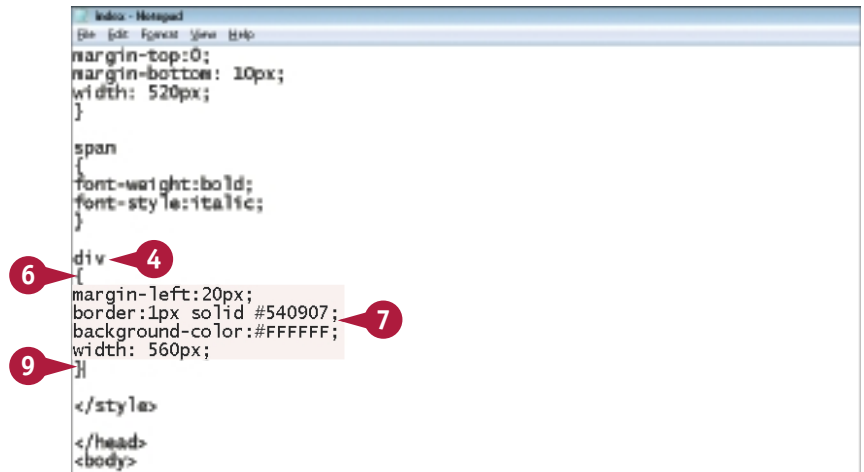 Index - Notepad
File Edit Format View Help
margin-top:0;
margin-bottom: 10px;
width: 520px;
}
span
{
font-weight:bold;
font-style:italic;
}
div 4
6 {
margin-left:20px;
border:1px solid #540907; 7
background-color:#FFFFFF;
width: 560px;
9 }
</style>
</head>
<body>